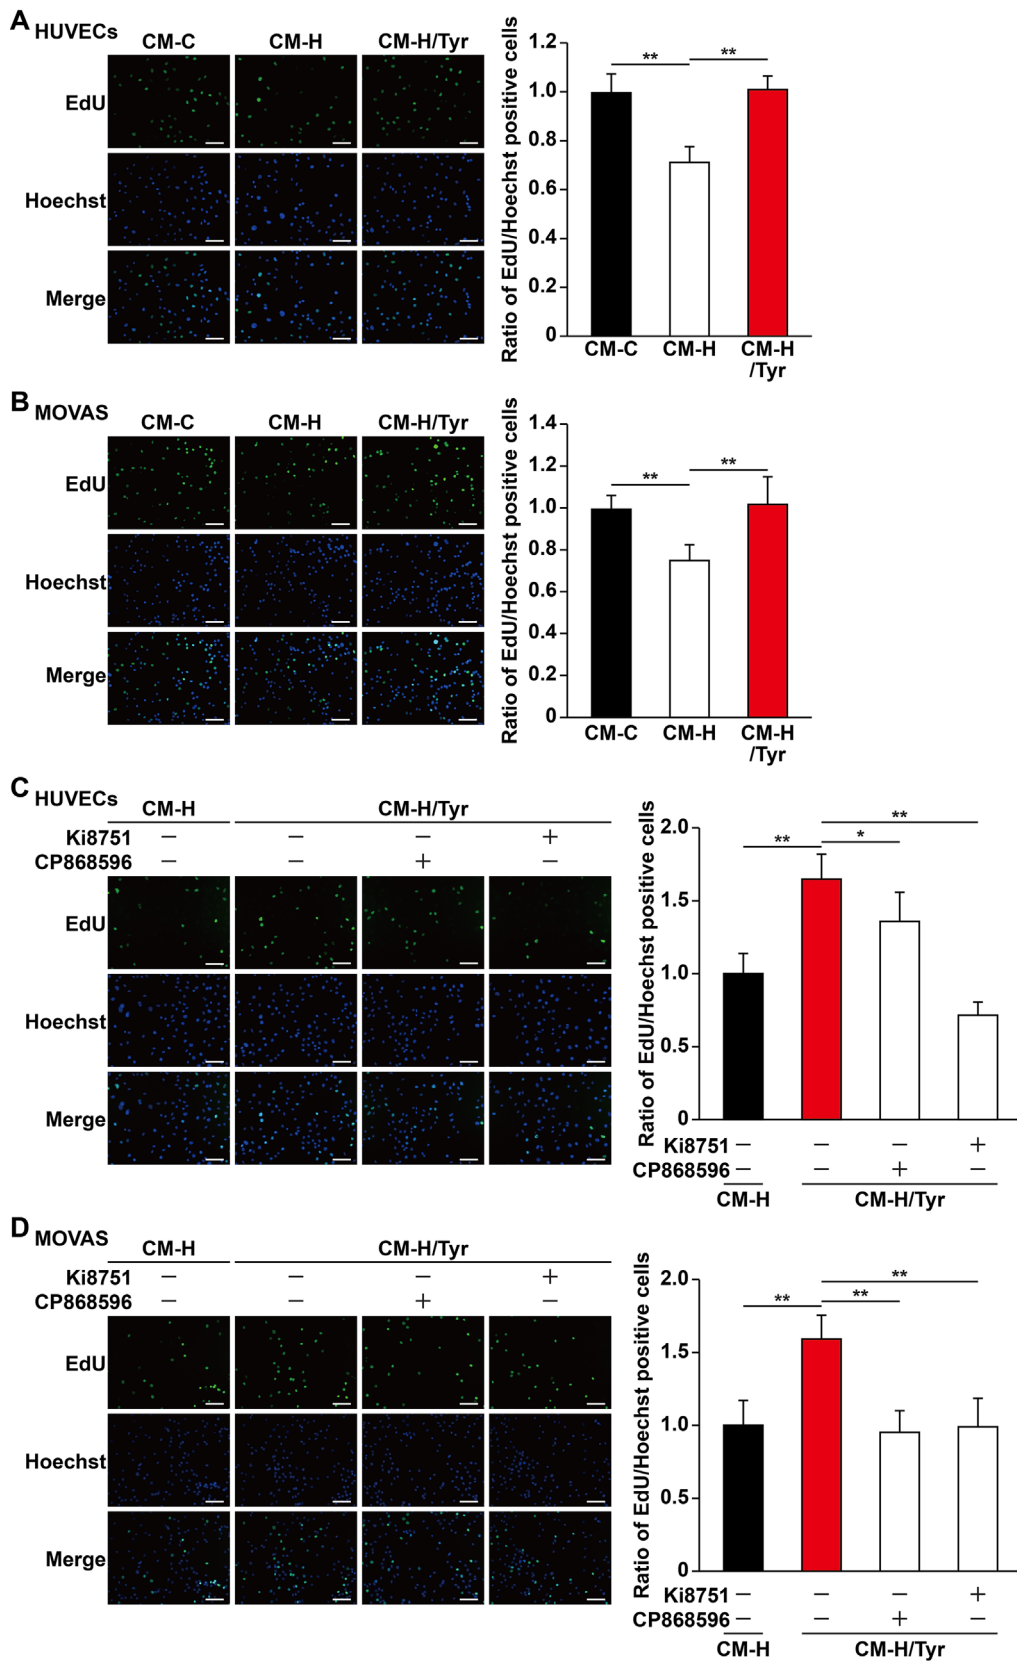 A
HUVECs
CM-C CM-H CM-H/Tyr
EdU
Hoechst
Merge
Ratio of EdU/Hoechst positive cells
1.2
1.0
0.8
0.6
0.4
0.2
0
** **
CM-C CM-H CM-H
/Tyr
B
MOVAS
CM-C CM-H CM-H/Tyr
EdU
Hoechst
Merge
Ratio of EdU/Hoechst positive cells
1.4
1.2
1.0
0.8
0.6
0.4
0.2
0
** **
CM-C CM-H CM-H
/Tyr
C
HUVECs
CM-H CM-H/Tyr
Ki8751 − − − +
CP868596 − − + −
EdU
Hoechst
Merge
Ratio of EdU/Hoechst positive cells
2.0
1.5
1.0
0.5
0
**
** *
Ki8751 − − − +
CP868596 − − + −
CM-H CM-H/Tyr
D
MOVAS
CM-H CM-H/Tyr
Ki8751 − − − +
CP868596 − − + −
EdU
Hoechst
Merge
Ratio of EdU/Hoechst positive cells
2.0
1.5
1.0
0.5
0
**
** **
Ki8751 − − − +
CP868596 − − + −
CM-H CM-H/Tyr